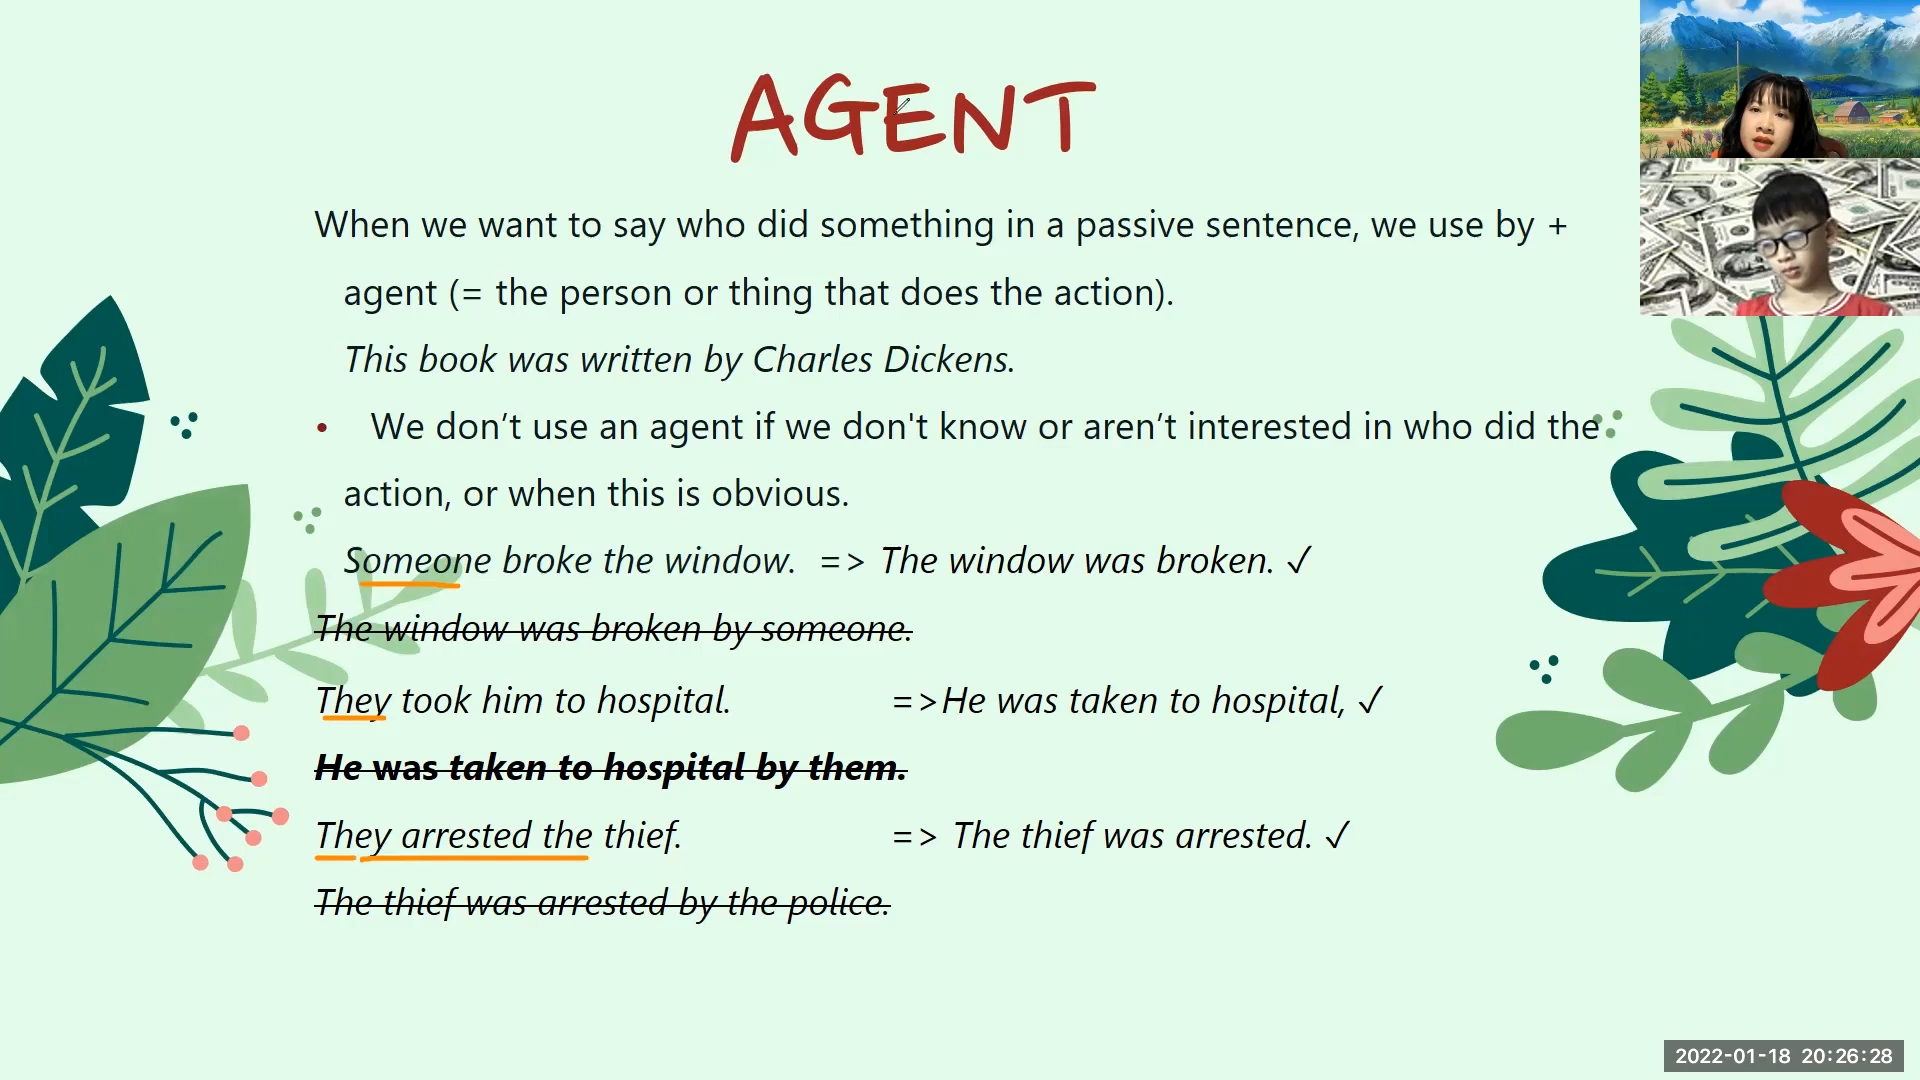 AGENT
When we want to say who did something in a passive sentence, we use by +
agent (= the person or thing that does the action).
This book was written by Charles Dickens.
• We don’t use an agent if we don't know or aren’t interested in who did the
action, or when this is obvious.
Someone broke the window. => The window was broken. ✓
The window was broken by someone.
They took him to hospital. =>He was taken to hospital, ✓
He was taken to hospital by them.
They arrested the thief. => The thief was arrested. ✓
The thief was arrested by the police.
2022-01-18 20:26:28